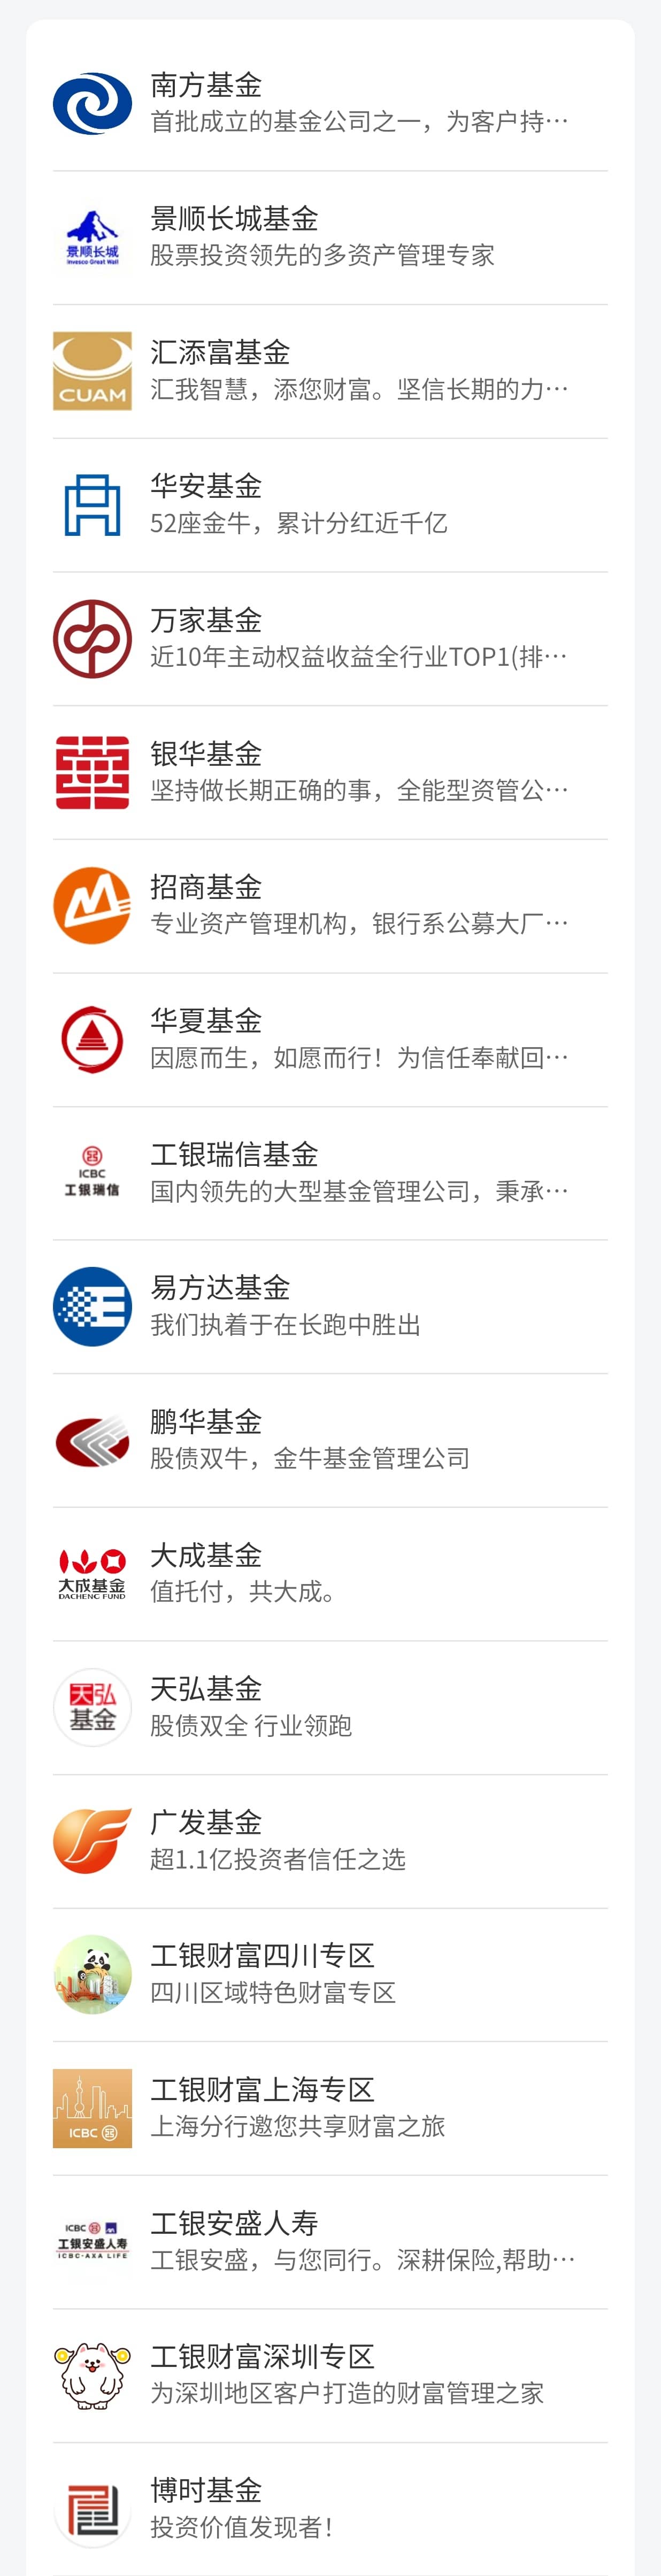 南方基金
首批成立的基金公司之一，为客户持…
景顺长城
Invesco Great Wall
景顺长城基金
股票投资领先的多资产管理专家
CUAM
汇添富基金
汇我智慧，添您财富。坚信长期的力…
华安基金
52座金牛，累计分红近千亿
万家基金
近10年主动权益收益全行业TOP1(排…
银华基金
坚持做长期正确的事，全能型资管公…
招商基金
专业资产管理机构，银行系公募大厂…
华夏基金
因愿而生，如愿而行！为信任奉献回…
ICBC
工银瑞信
工银瑞信基金
国内领先的大型基金管理公司，秉承…
易方达基金
我们执着于在长跑中胜出
鹏华基金
股债双牛，金牛基金管理公司
大成基金
DACHENG FUND
大成基金
值托付，共大成。
天弘
基金
天弘基金
股债双全 行业领跑
广发基金
超1.1亿投资者信任之选
工银财富四川专区
四川区域特色财富专区
ICBC
工银财富上海专区
上海分行邀您共享财富之旅
ICBC
工银安盛人寿
ICBC-AXA LIFE
工银安盛人寿
工银安盛，与您同行。深耕保险,帮助…
工银财富深圳专区
为深圳地区客户打造的财富管理之家
博时基金
投资价值发现者！